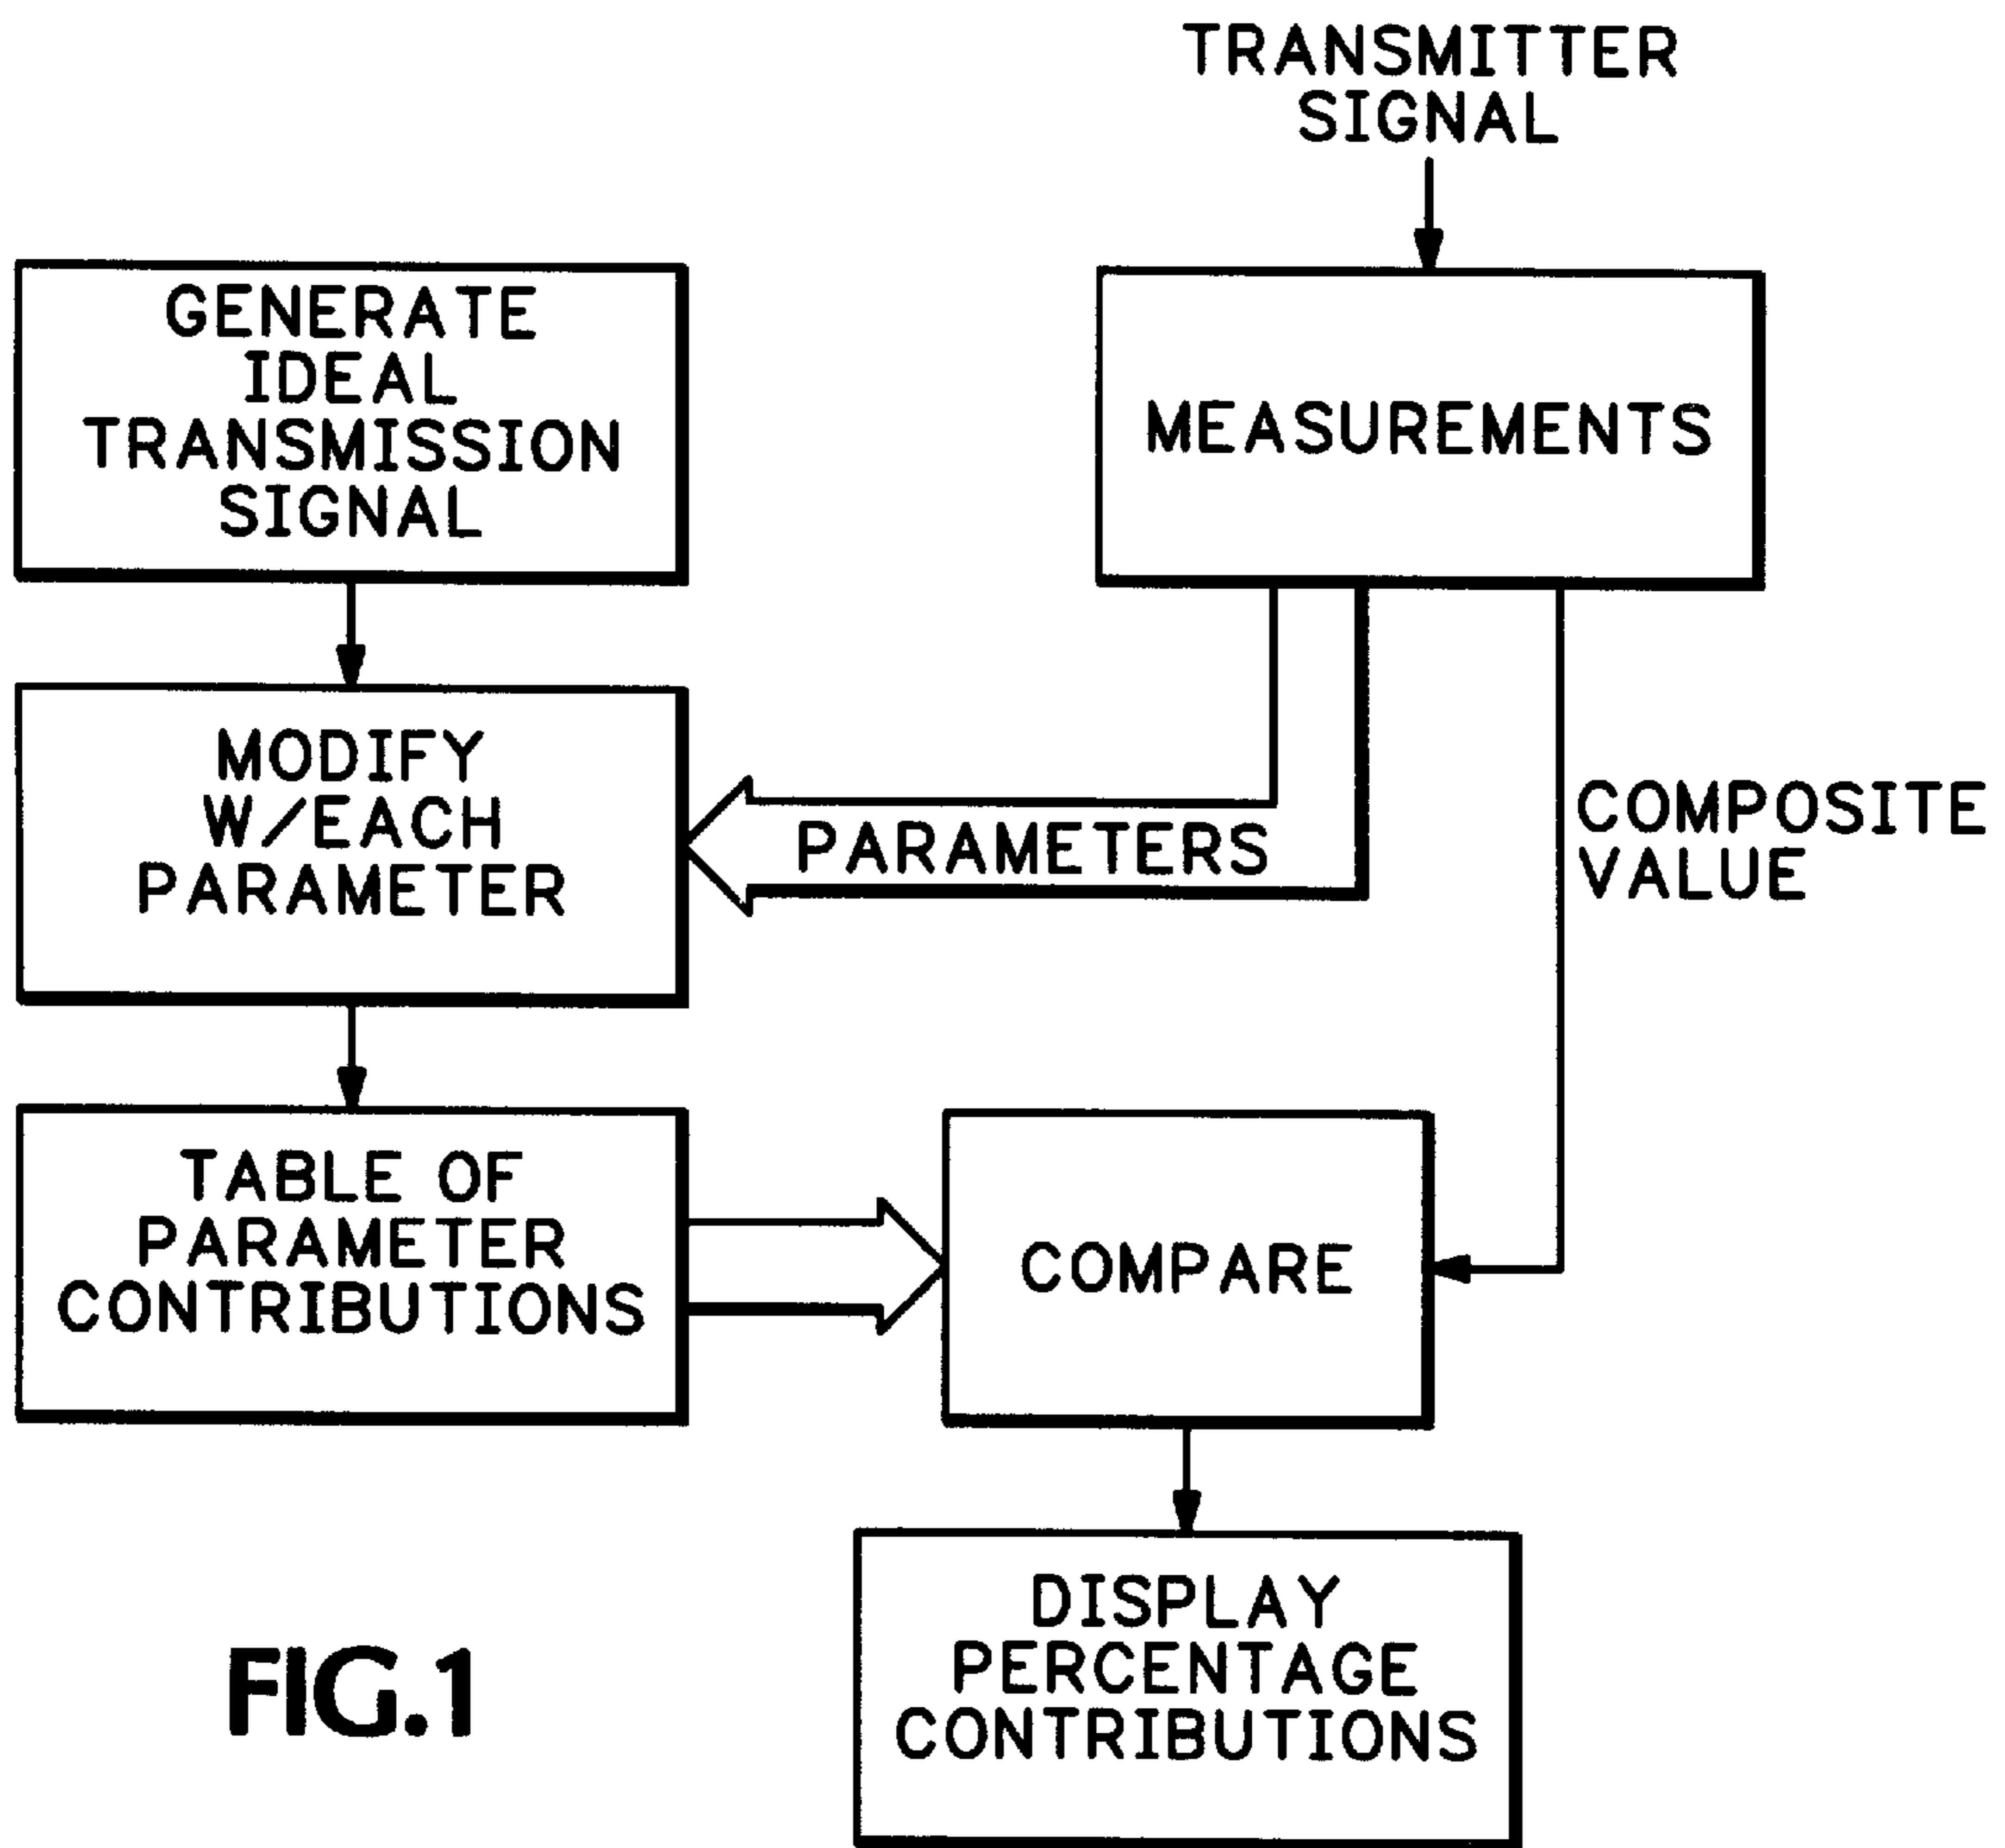 TRANSMITTER
SIGNAL
GENERATE
IDEAL
TRANSMISSION
SIGNAL
MEASUREMENTS
MODIFY
W/EACH
PARAMETER
PARAMETERS
COMPOSITE
VALUE
TABLE OF
PARAMETER
CONTRIBUTIONS
COMPARE
DISPLAY
PERCENTAGE
CONTRIBUTIONS
FIG.1